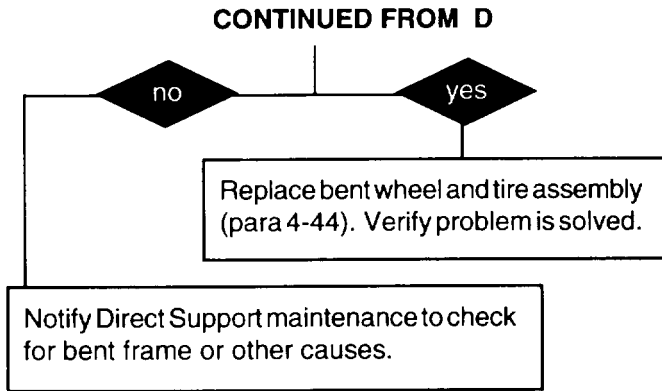 CONTINUED FROM D
no
yes
Replace bent wheel and tire assembly
(para 4-44). Verify problem is solved.
Notify Direct Support maintenance to check
for bent frame or other causes.